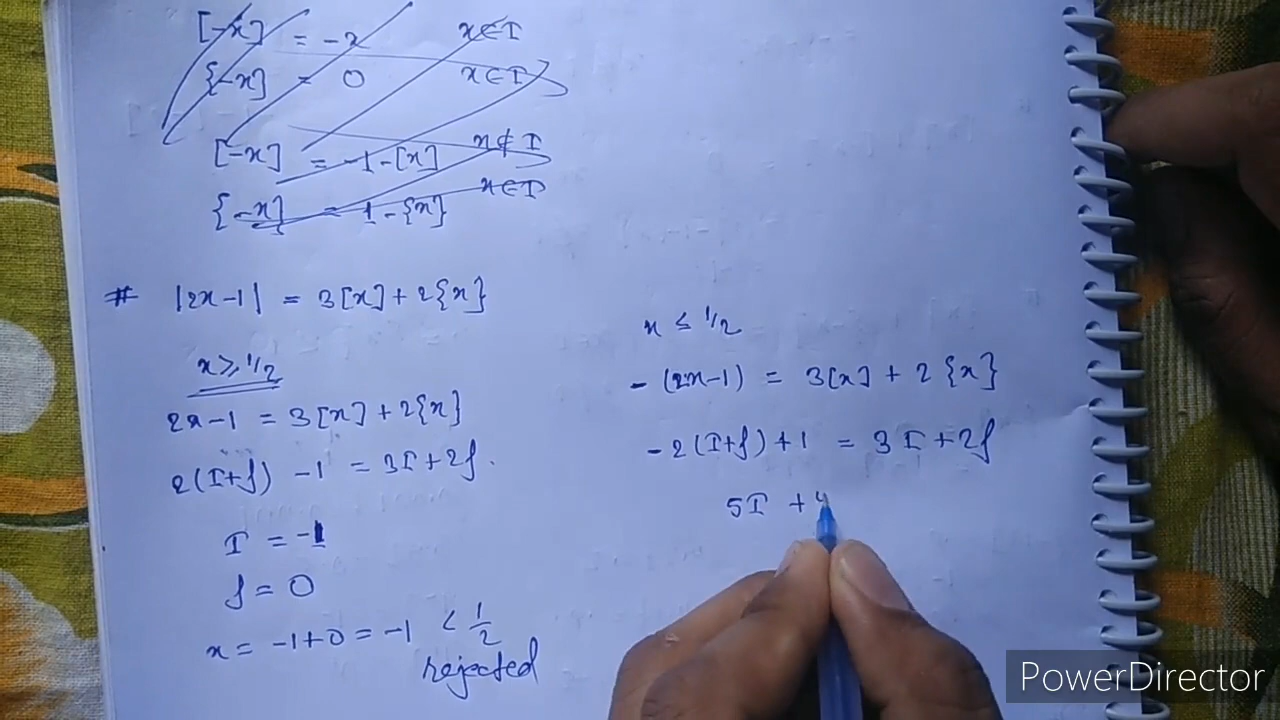 [-x] = -x x∈I
{-x} = 0 x∈I
[-x] = -1-[x] x∉I
{-x} = 1-{x} x∈I
# |2x-1| = 3[x]+2{x}
x≥1/2
2x-1 = 3[x]+2{x}
2(I+f) -1 = 3I+2f.
I = -1
f = 0
x = -1+0 = -1 < 1/2
rejected
x ≤ 1/2
- (2x-1) = 3[x] + 2{x}
-2(I+f)+1 = 3I+2f
5I + 4
PowerDirector